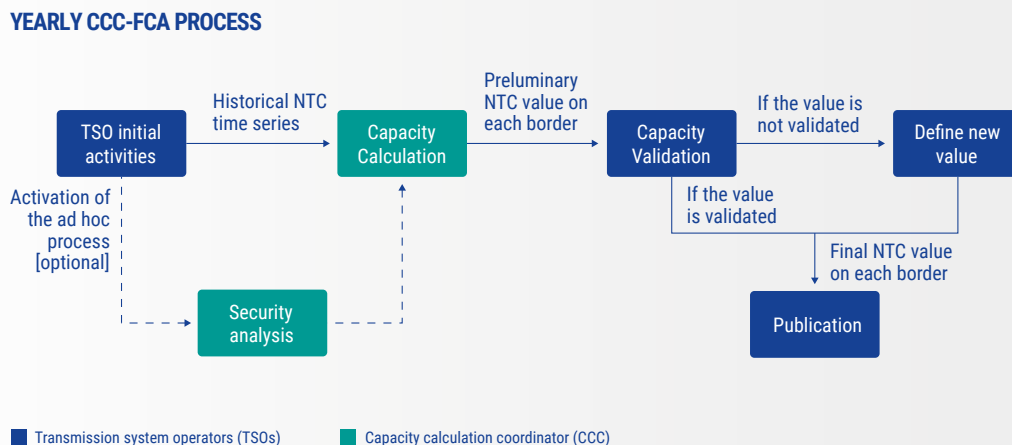 YEARLY CCC-FCA PROCESS
TSO initial
activities
Historical NTC
time series
Capacity
Calculation
Preluminary
NTC value on
each border
Capacity
Validation
If the value is
not validated
Define new
value
Activation of
the ad hoc
process
[optional]
If the value
is validated
Final NTC value
on each border
Security
analysis
Publication
Transmission system operators (TSOs)
Capacity calculation coordinator (CCC)